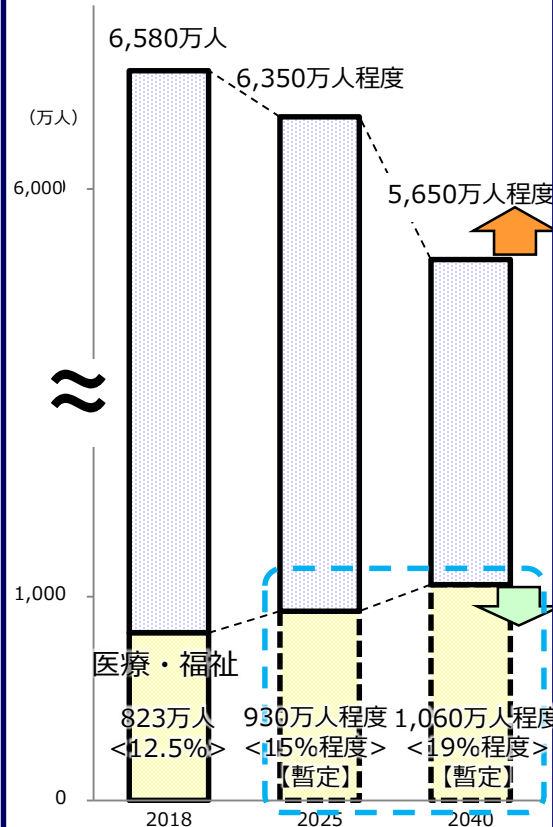 6,580万人
6,350万人程度
(万人)
6,000
5,650万人程度
≈
1,000
医療・福祉
823万人
<12.5%>
930万人程度
<15%程度>
【暫定】
1,060万人程度
<19%程度>
【暫定】
0
2018
2025
2040